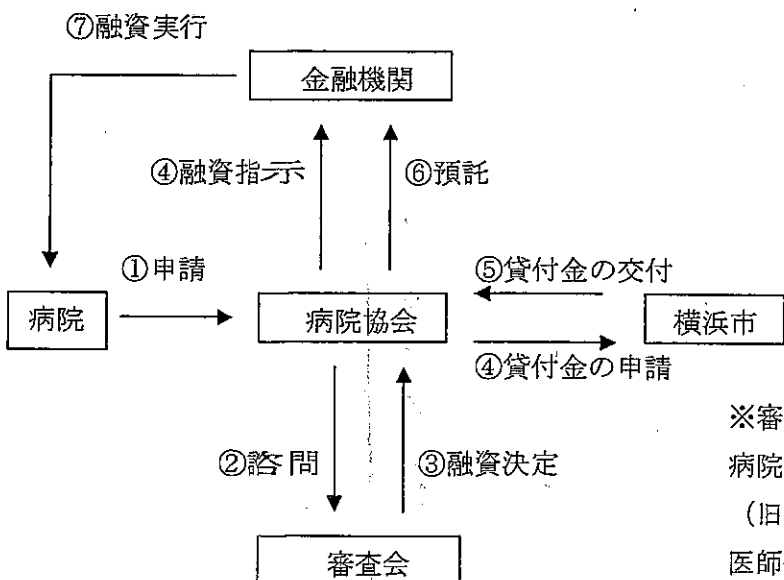 ⑦融資実行
金融機関
④融資指示 ⑥預託
①申請 ⑤貸付金の交付
病院 病院協会 横浜市
④貸付金の申請
※審
病院
②諮問 ③融資決定
（旧
審査会 医師